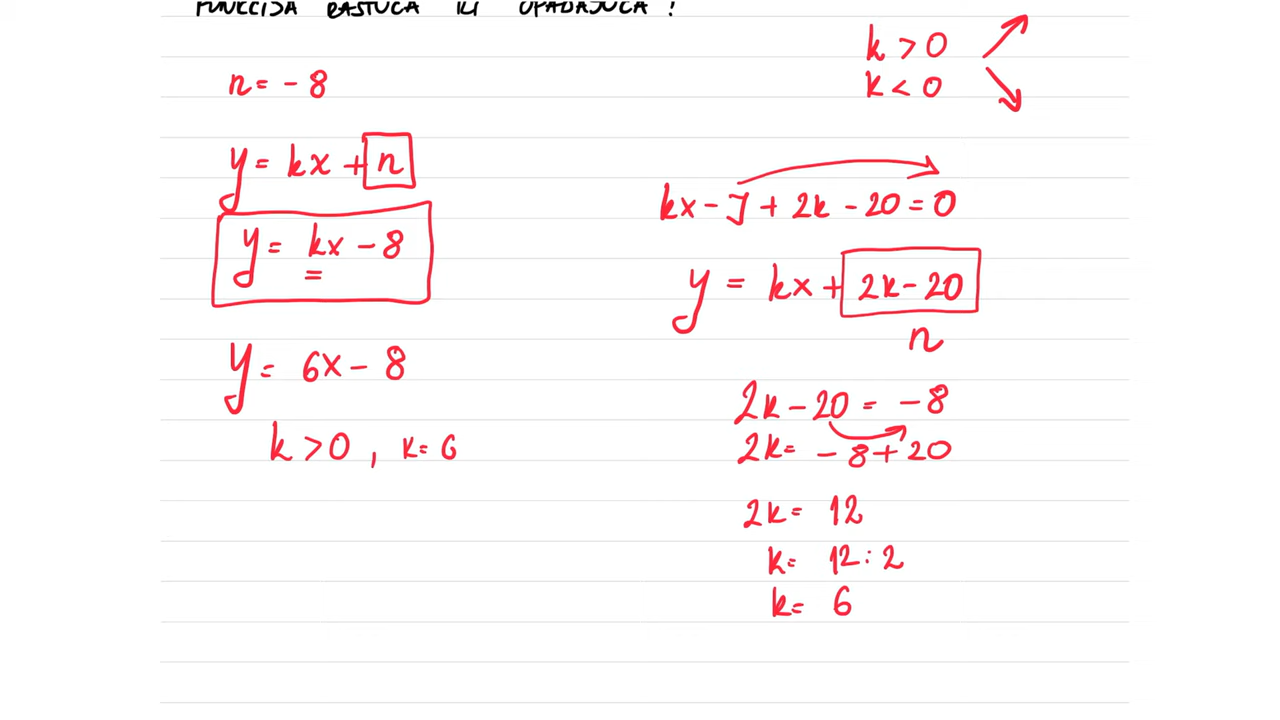 FUNKCIJA RASTUĆA ILI OPADAJUĆA?
n = -8
y = kx + n
y = kx - 8
y = 6x - 8
k > 0, k = 6
k > 0
k < 0
kx - y + 2k - 20 = 0
y = kx + 2k - 20
n
2k - 20 = -8
2k = -8 + 20
2k = 12
k = 12 : 2
k = 6